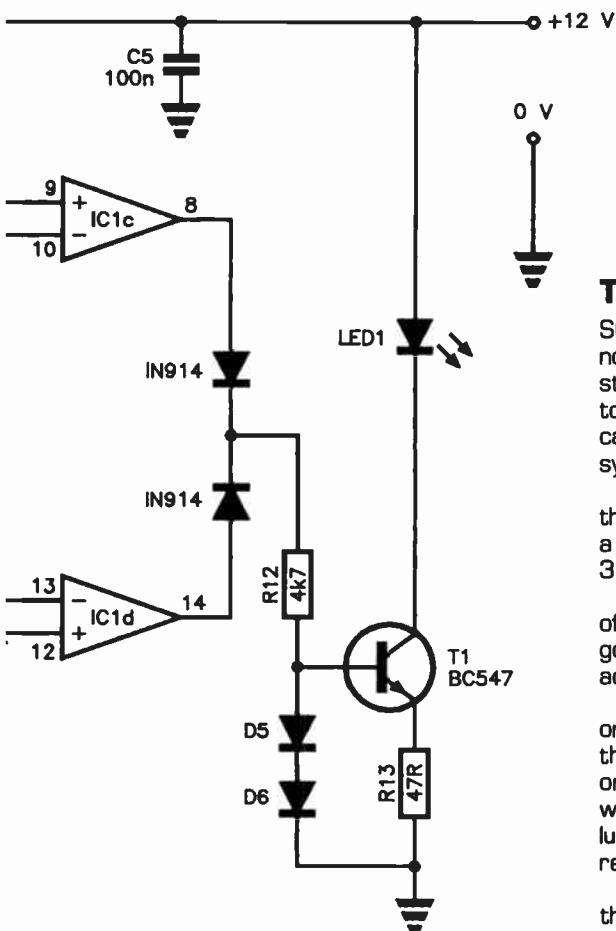 +12 V
C5
100n
0 V
9
+
IC1c
8
10
−
LED1
IN914
IN914
R12
4k7
13
−
IC1d
14
12
+
T1
BC547
D5
D6
R13
47R
T
no
st
to
ca
sy
th
a
3
of
ge
or
th
or
w
lu
re
th